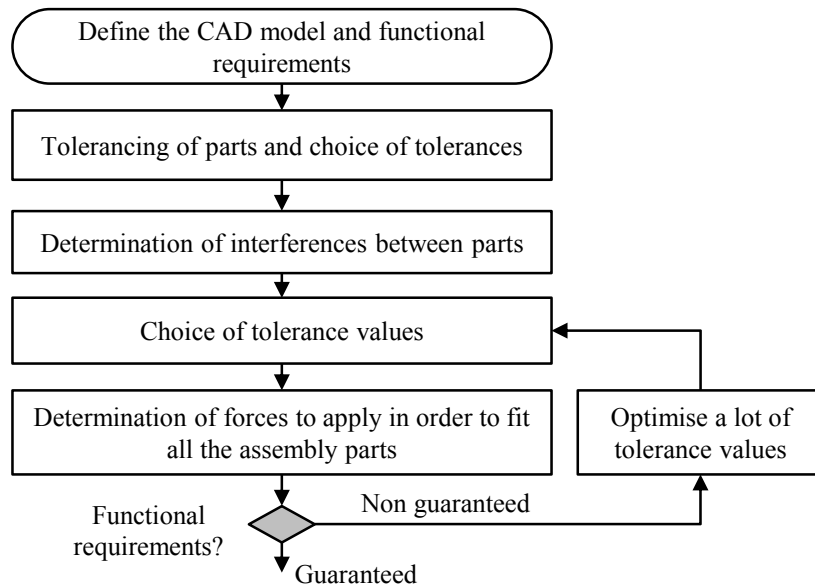 Define the CAD model and functional
requirements
Tolerancing of parts and choice of tolerances
Determination of interferences between parts
Choice of tolerance values
Determination of forces to apply in order to fit
all the assembly parts
Optimise a lot of
tolerance values
Functional
requirements?
Non guaranteed
Guaranteed